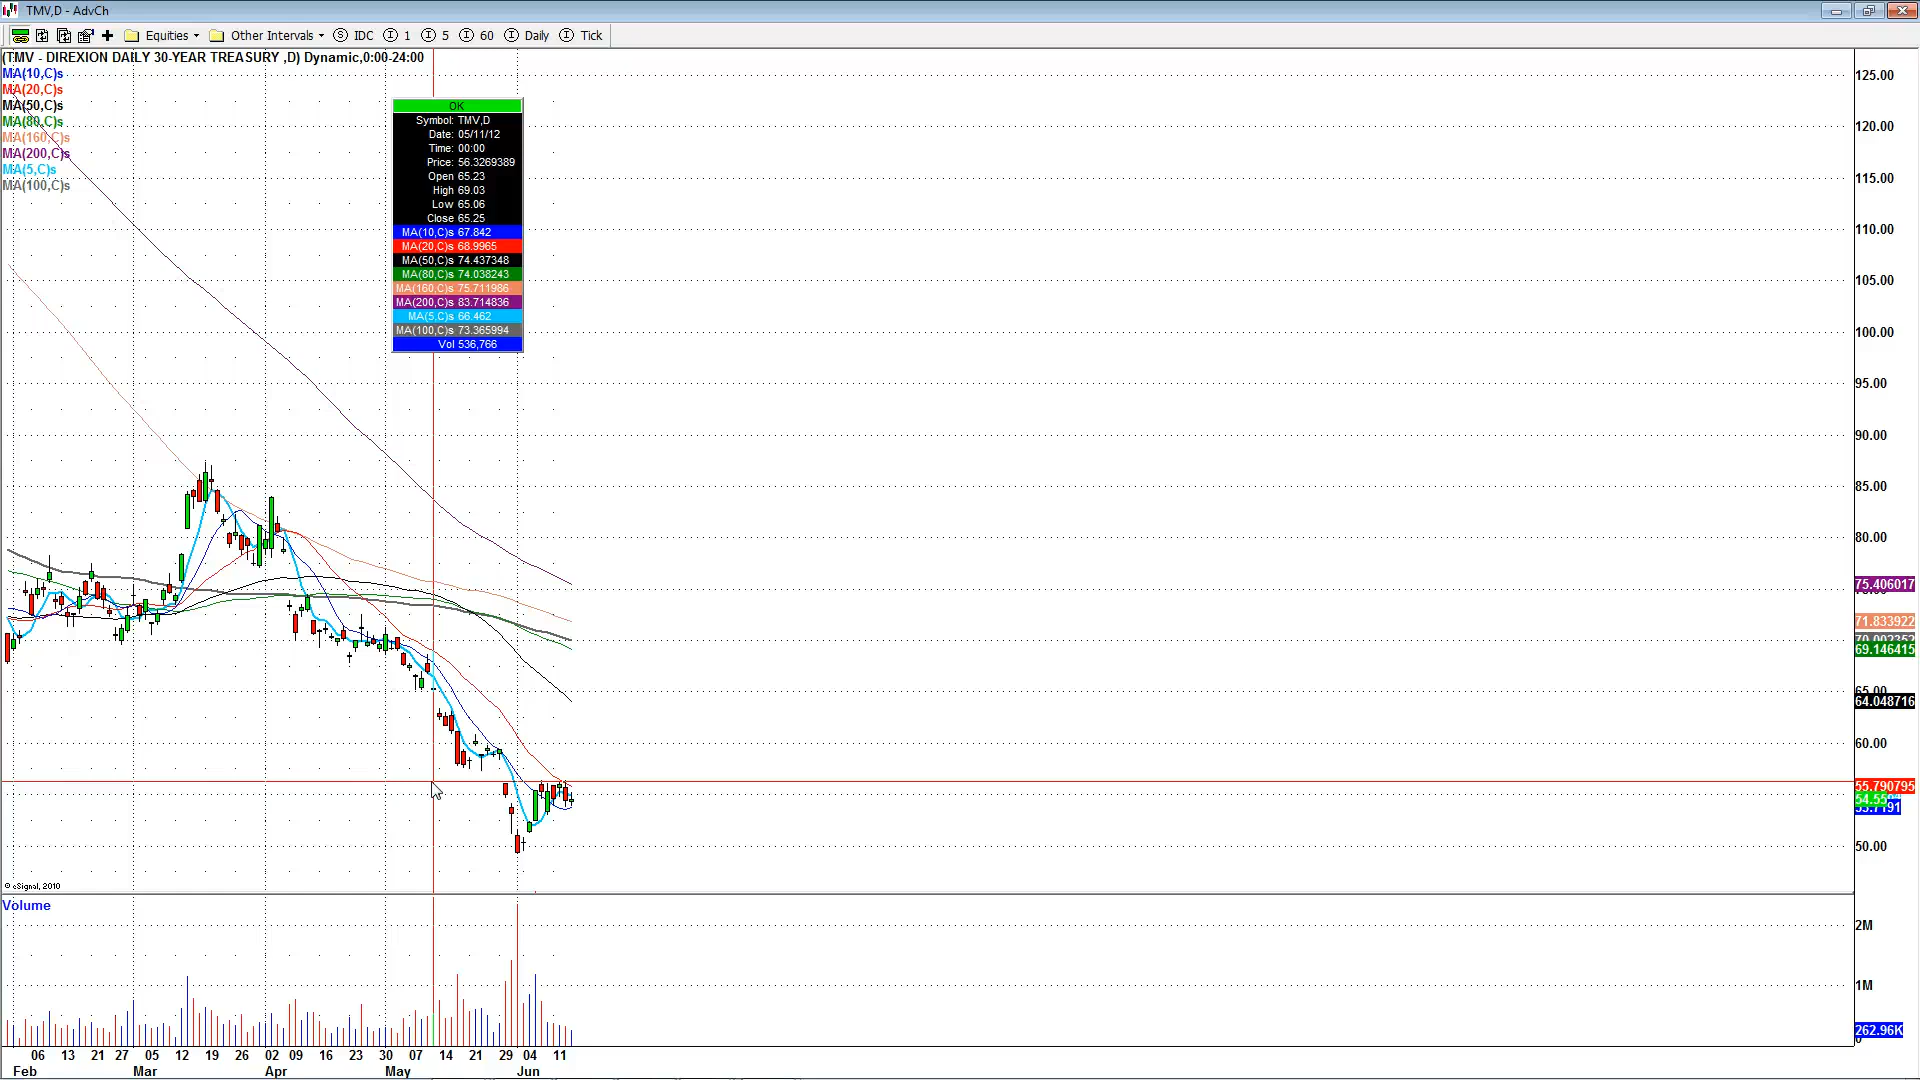 TMV,D - AdvCh
Equities Other Intervals IDC 1 5 60 Daily Tick
(TMV - DIREXION DAILY 30-YEAR TREASURY ,D) Dynamic,0:00-24:00
MA(10,C)s
MA(20,C)s
MA(50,C)s
MA(80,C)s
MA(160,C)s
MA(200,C)s
MA(5,C)s
MA(100,C)s
OK
Symbol: TMV,D
Date: 05/11/12
Time: 00:00
Price: 56.3269389
Open 65.23
High 69.03
Low 65.06
Close 65.25
MA(10,C)s 67.842
MA(20,C)s 68.9965
MA(50,C)s 74.437348
MA(80,C)s 74.038243
MA(160,C)s 75.711986
MA(200,C)s 83.714836
MA(5,C)s 66.462
MA(100,C)s 73.365994
Vol 536,766
125.00
120.00
115.00
110.00
105.00
100.00
95.00
90.00
85.00
80.00
75.406017
71.833922
70.002352
69.146415
65.00
64.048716
60.00
55.790795
54.55
50.00
© eSignal, 2010
Volume
2M
1M
262.96K
0
06 13 21 27 05 12 19 26 02 09 16 23 30 07 14 21 29 04 11
Feb Mar Apr May Jun